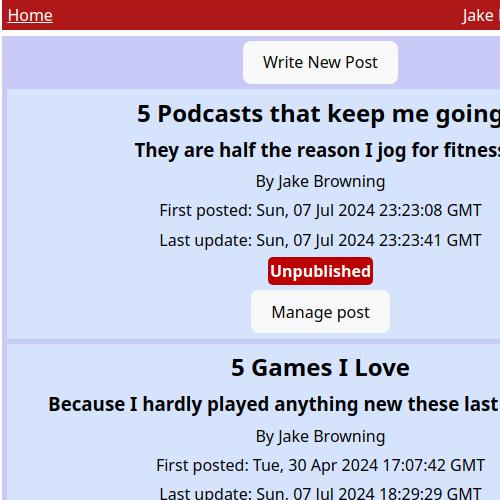 Home Jake
Write New Post
5 Podcasts that keep me going
They are half the reason I jog for fitness
By Jake Browning
First posted: Sun, 07 Jul 2024 23:23:08 GMT
Last update: Sun, 07 Jul 2024 23:23:41 GMT
Unpublished
Manage post
5 Games I Love
Because I hardly played anything new these last
By Jake Browning
First posted: Tue, 30 Apr 2024 17:07:42 GMT
Last update: Sun, 07 Jul 2024 18:29:29 GMT